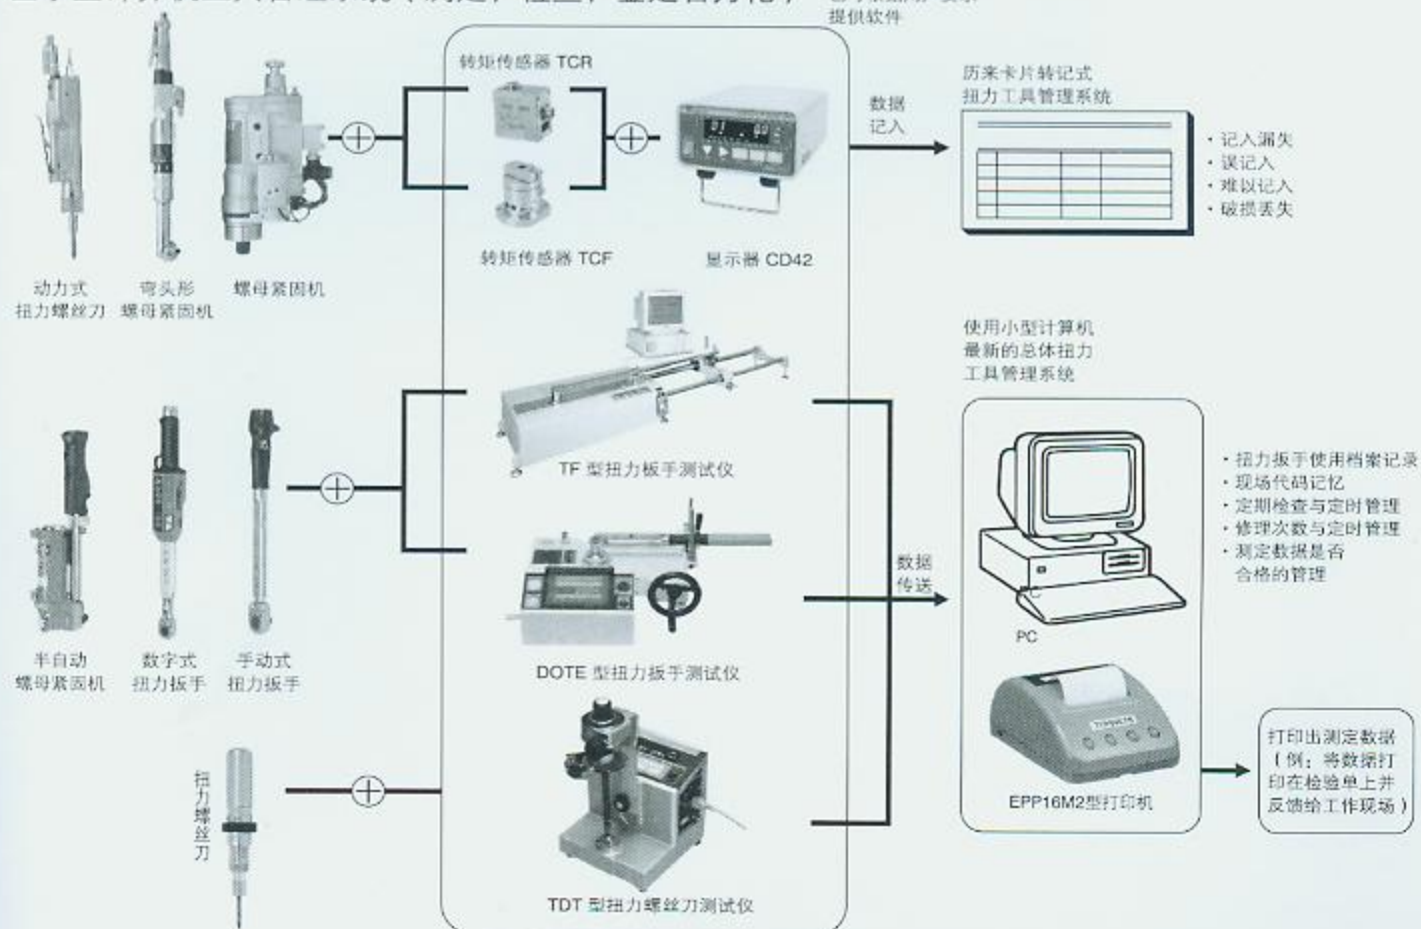 提供软件
转矩传感器 TCR
转矩传感器 TCF
显示器 CD42
数据
记入
历来卡片转记式
扭力工具管理系统
・记入漏失
・误记入
・难以记入
・破损丢失
动力式
扭力螺丝刀
弯头形
螺母紧固机
螺母紧固机
使用小型计算机
最新的总体扭力
工具管理系统
TF 型扭力板手测试仪
DOTE 型扭力扳手测试仪
数据
传送
PC
・扭力扳手使用档案记录
・现场代码记忆
・定期检查与定时管理
・修理次数与定时管理
・测定数据是否
合格的管理
半自动
螺母紧固机
数字式
扭力扳手
手动式
扭力扳手
扭力螺丝刀
TDT 型扭力螺丝刀测试仪
EPP16M2型打印机
打印出测定数据
(例:将数据打
印在检验单上并
反馈给工作现场)